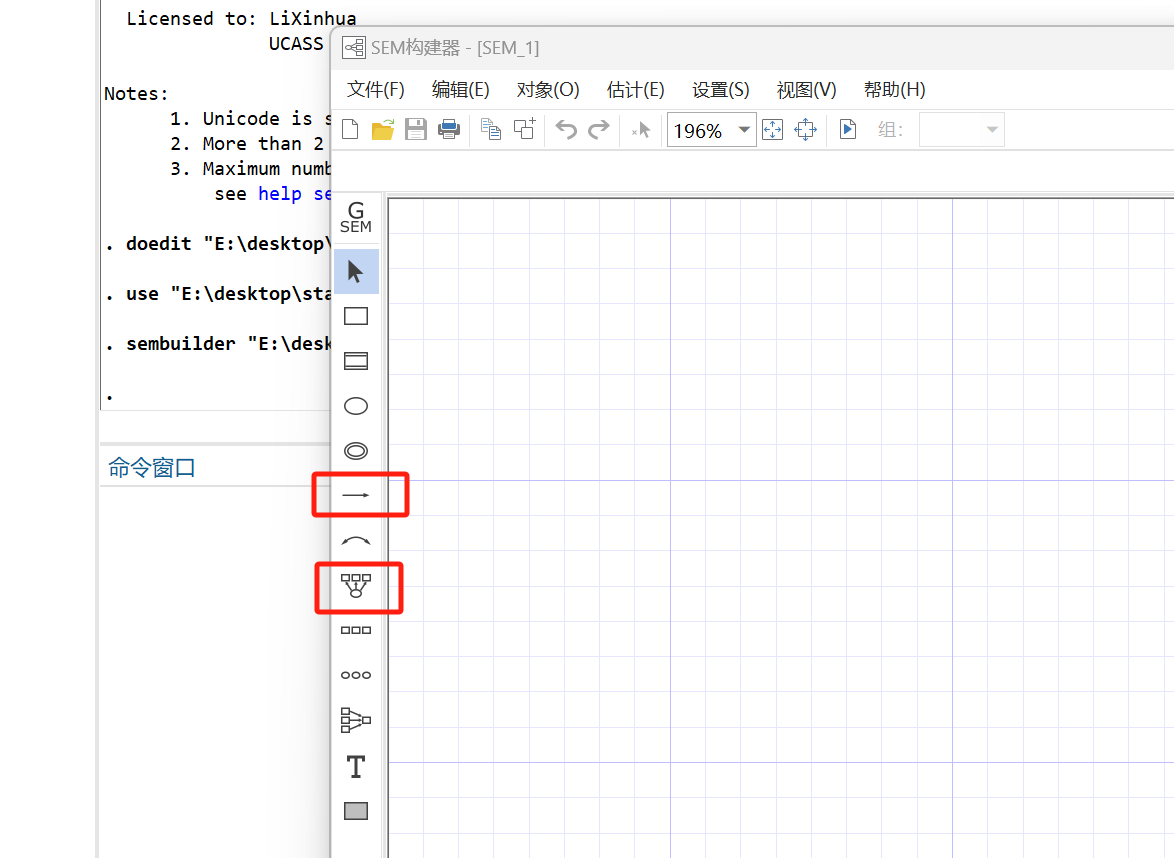 Licensed to: LiXinhua
UCASS
SEM构建器 - [SEM_1]
文件(F) 编辑(E) 对象(O) 估计(E) 设置(S) 视图(V) 帮助(H)
Notes:
1. Unicode is s
2. More than 2
3. Maximum numb
see help se
196% 组:
G
SEM
. doedit "E:\desktop\
. use "E:\desktop\sta
. sembuilder "E:\desk
.
命令窗口
T